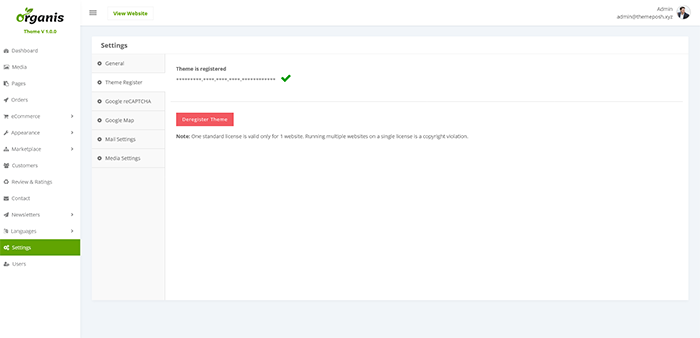 Organis
Theme V 1.0.0
View Website
Admin
admin@themeposh.xyz
Dashboard
Media
Pages
Orders
eCommerce
Appearance
Marketplace
Customers
Review & Ratings
Contact
Newsletters
Languages
Settings
Users
Settings
General
Theme Register
Google reCAPTCHA
Google Map
Mail Settings
Media Settings
Theme is registered
*********-****-****-****-************
Deregister Theme
Note: One standard license is valid only for 1 website. Running multiple websites on a single license is a copyright violation.